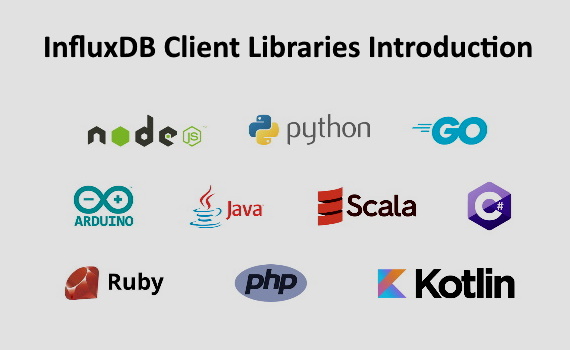 InfluxDB Client Libraries Introduction
node JS
python
GO
ARDUINO
Java
Scala
C#
Ruby
php
Kotlin